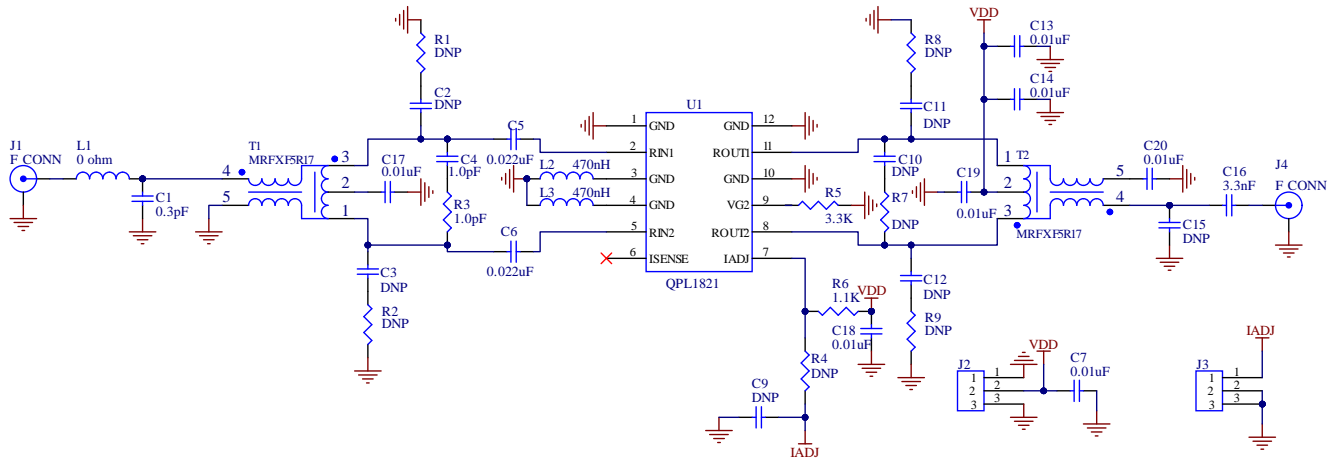 J1
F CONN
L1
0 ohm
C1
0.3pF
T1
MRFXF5R17
4
5
3
2
1
R1
DNP
C2
DNP
C17
0.01uF
C3
DNP
R2
DNP
C4
1.0pF
R3
1.0pF
C5
0.022uF
C6
0.022uF
L2
470nH
L3
470nH
U1
1
GND
2
RIN1
3
GND
4
GND
5
RIN2
6
ISENSE
GND
12
ROUT1
11
GND
10
VG2
9
ROUT2
8
IADJ
7
QPL1821
R8
DNP
C11
DNP
C10
DNP
R7
DNP
R5
3.3K
C12
DNP
R9
DNP
R6
1.1K
VDD
C18
0.01uF
R4
DNP
C9
DNP
IADJ
VDD
C13
0.01uF
C14
0.01uF
C19
0.01uF
1
2
3
T2
MRFXF5R17
5
4
C20
0.01uF
C15
DNP
C16
3.3nF
J4
F CONN
J2
1
2
3
1
2
3
VDD
C7
0.01uF
J3
1
2
3
1
2
3
IADJ